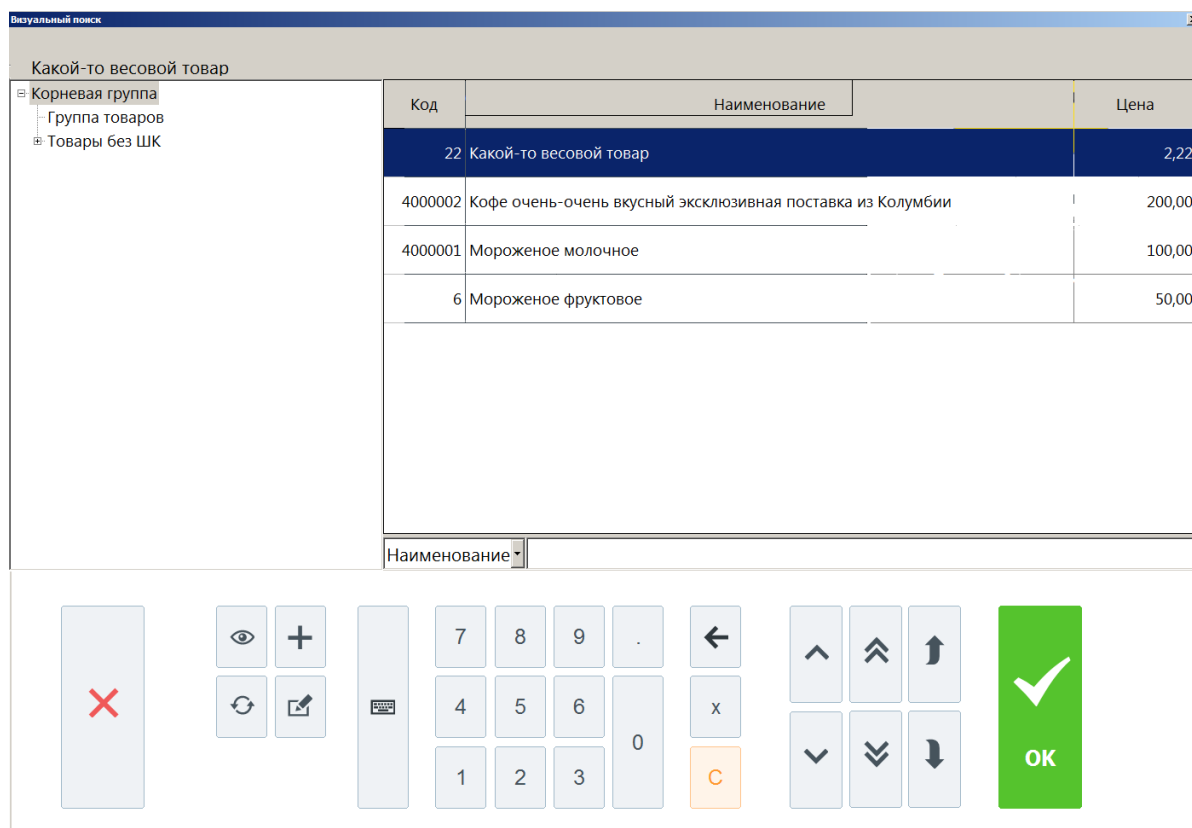 Визуальный поиск
Какой-то весовой товар
Корневая группа
Группа товаров
Товары без ШК
Код Наименование Цена
22 Какой-то весовой товар 2,22
4000002 Кофе очень-очень вкусный эксклюзивная поставка из Колумбии 200,00
4000001 Мороженое молочное 100,00
6 Мороженое фруктовое 50,00
Наименование
7 8 9 .
4 5 6 x
0
1 2 3 C
ОК